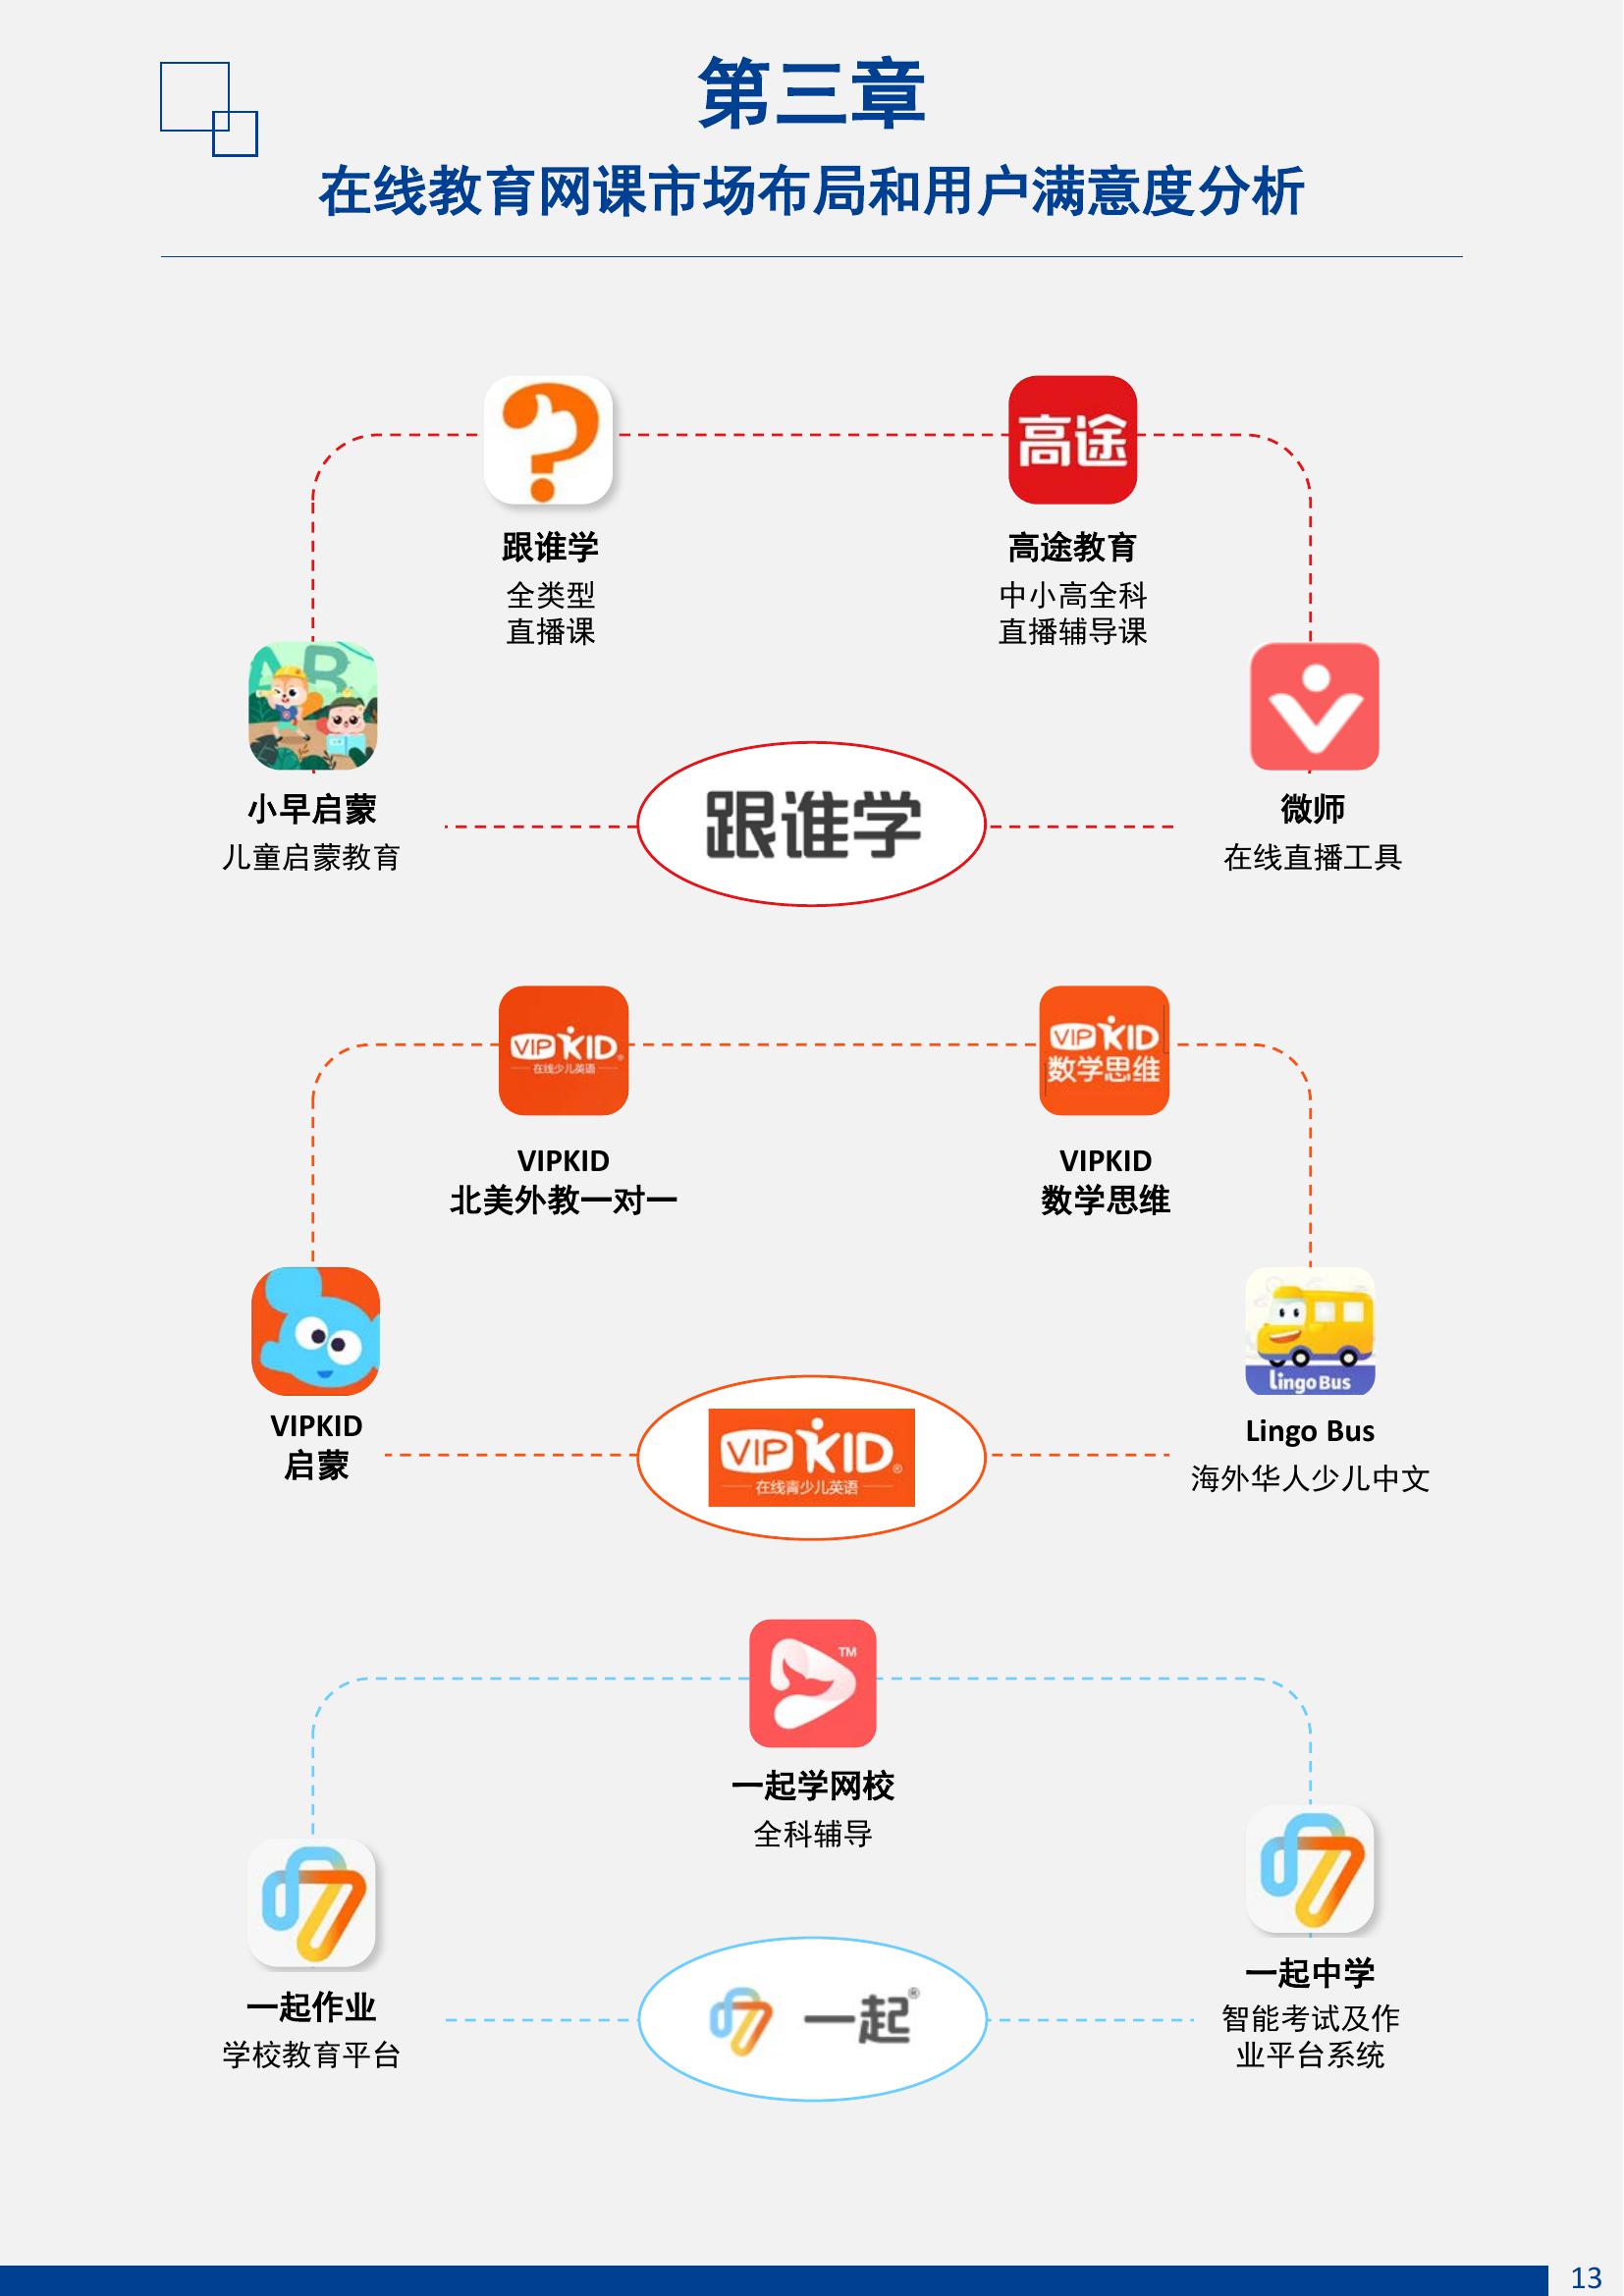 第三章
在线教育网课市场布局和用户满意度分析
高途
跟谁学
全类型
直播课
高途教育
中小高全科
直播辅导课
AB
小早启蒙
儿童启蒙教育
跟谁学
微师
在线直播工具
VIPKID®
在线少儿英语
VIPKID
数学思维
VIPKID
北美外教一对一
VIPKID
数学思维
LingoBus
VIPKID
启蒙
VIPKID®
在线青少儿英语
Lingo Bus
海外华人少儿中文
TM
一起学网校
全科辅导
一起作业
学校教育平台
一起®
一起中学
智能考试及作
业平台系统
13